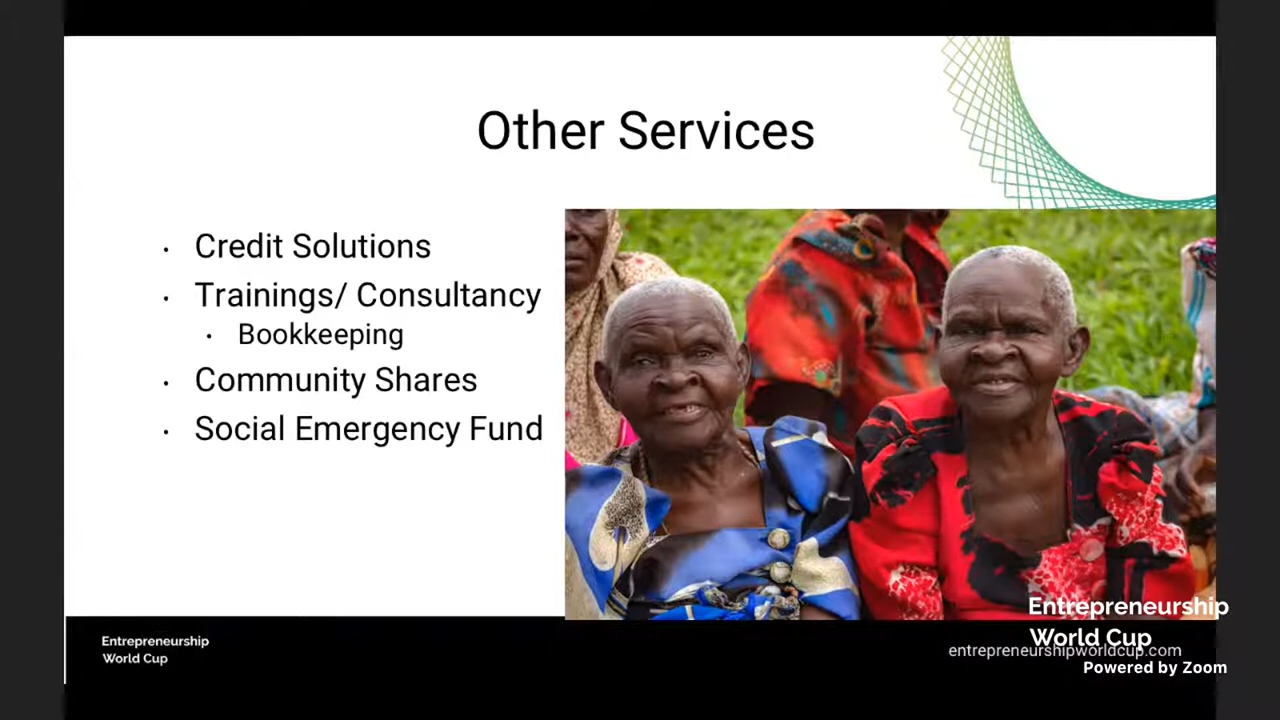 Other Services
· Credit Solutions
· Trainings/ Consultancy
· Bookkeeping
· Community Shares
· Social Emergency Fund
Entrepreneurship
World Cup
entrepreneurshipworldcup.com
Entrepreneurship
World Cup
Powered by Zoom